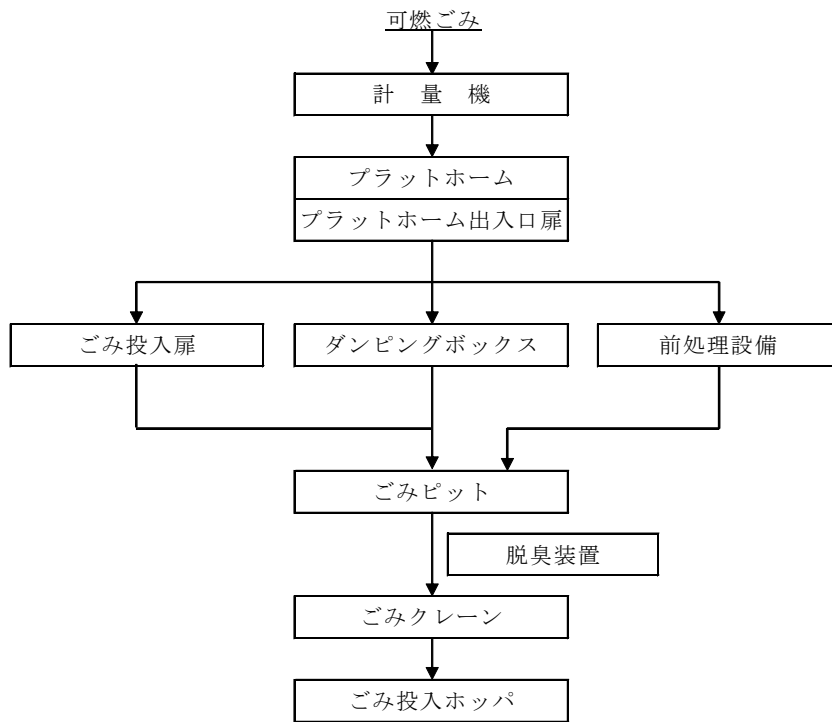 可燃ごみ
計　量　機
プラットホーム
プラットホーム出入口扉
ごみ投入扉
ダンピングボックス
前処理設備
ごみピット
脱臭装置
ごみクレーン
ごみ投入ホッパ